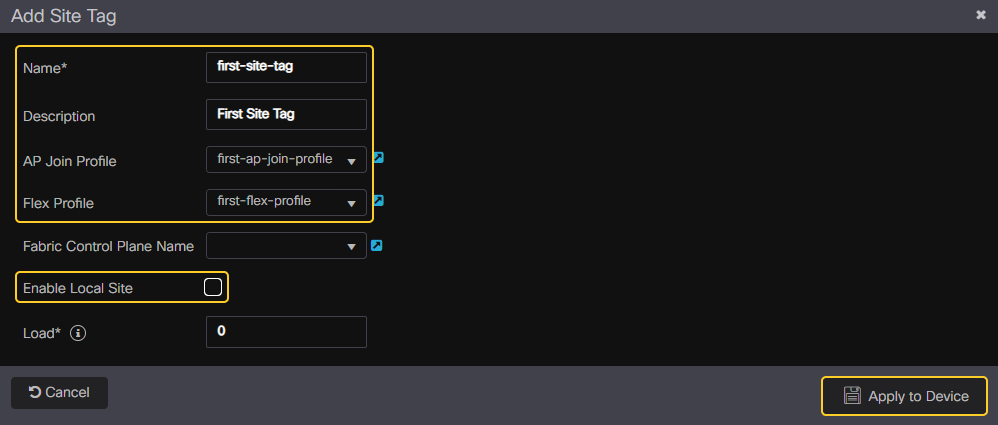 Add Site Tag
Name* first-site-tag
Description First Site Tag
AP Join Profile first-ap-join-profile
Flex Profile first-flex-profile
Fabric Control Plane Name
Enable Local Site
Load* 0
Cancel Apply to Device